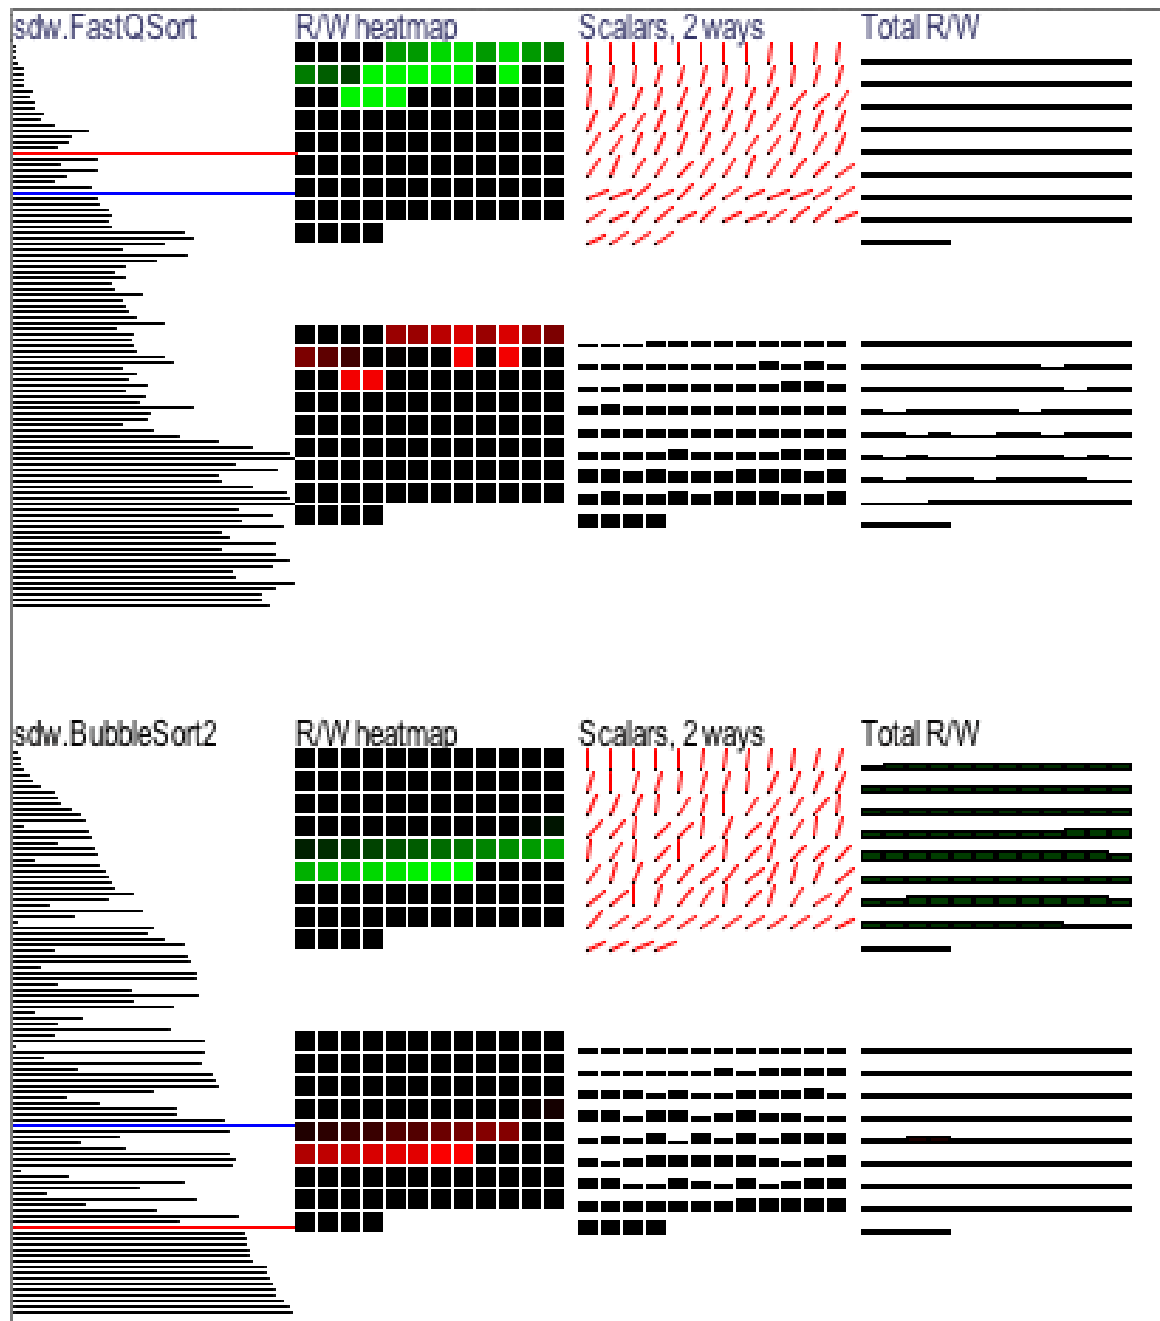 sdw.FastQSort R/W heatmap Scalars, 2 ways Total R/W
sdw.BubbleSort2 R/W heatmap Scalars, 2 ways Total R/W